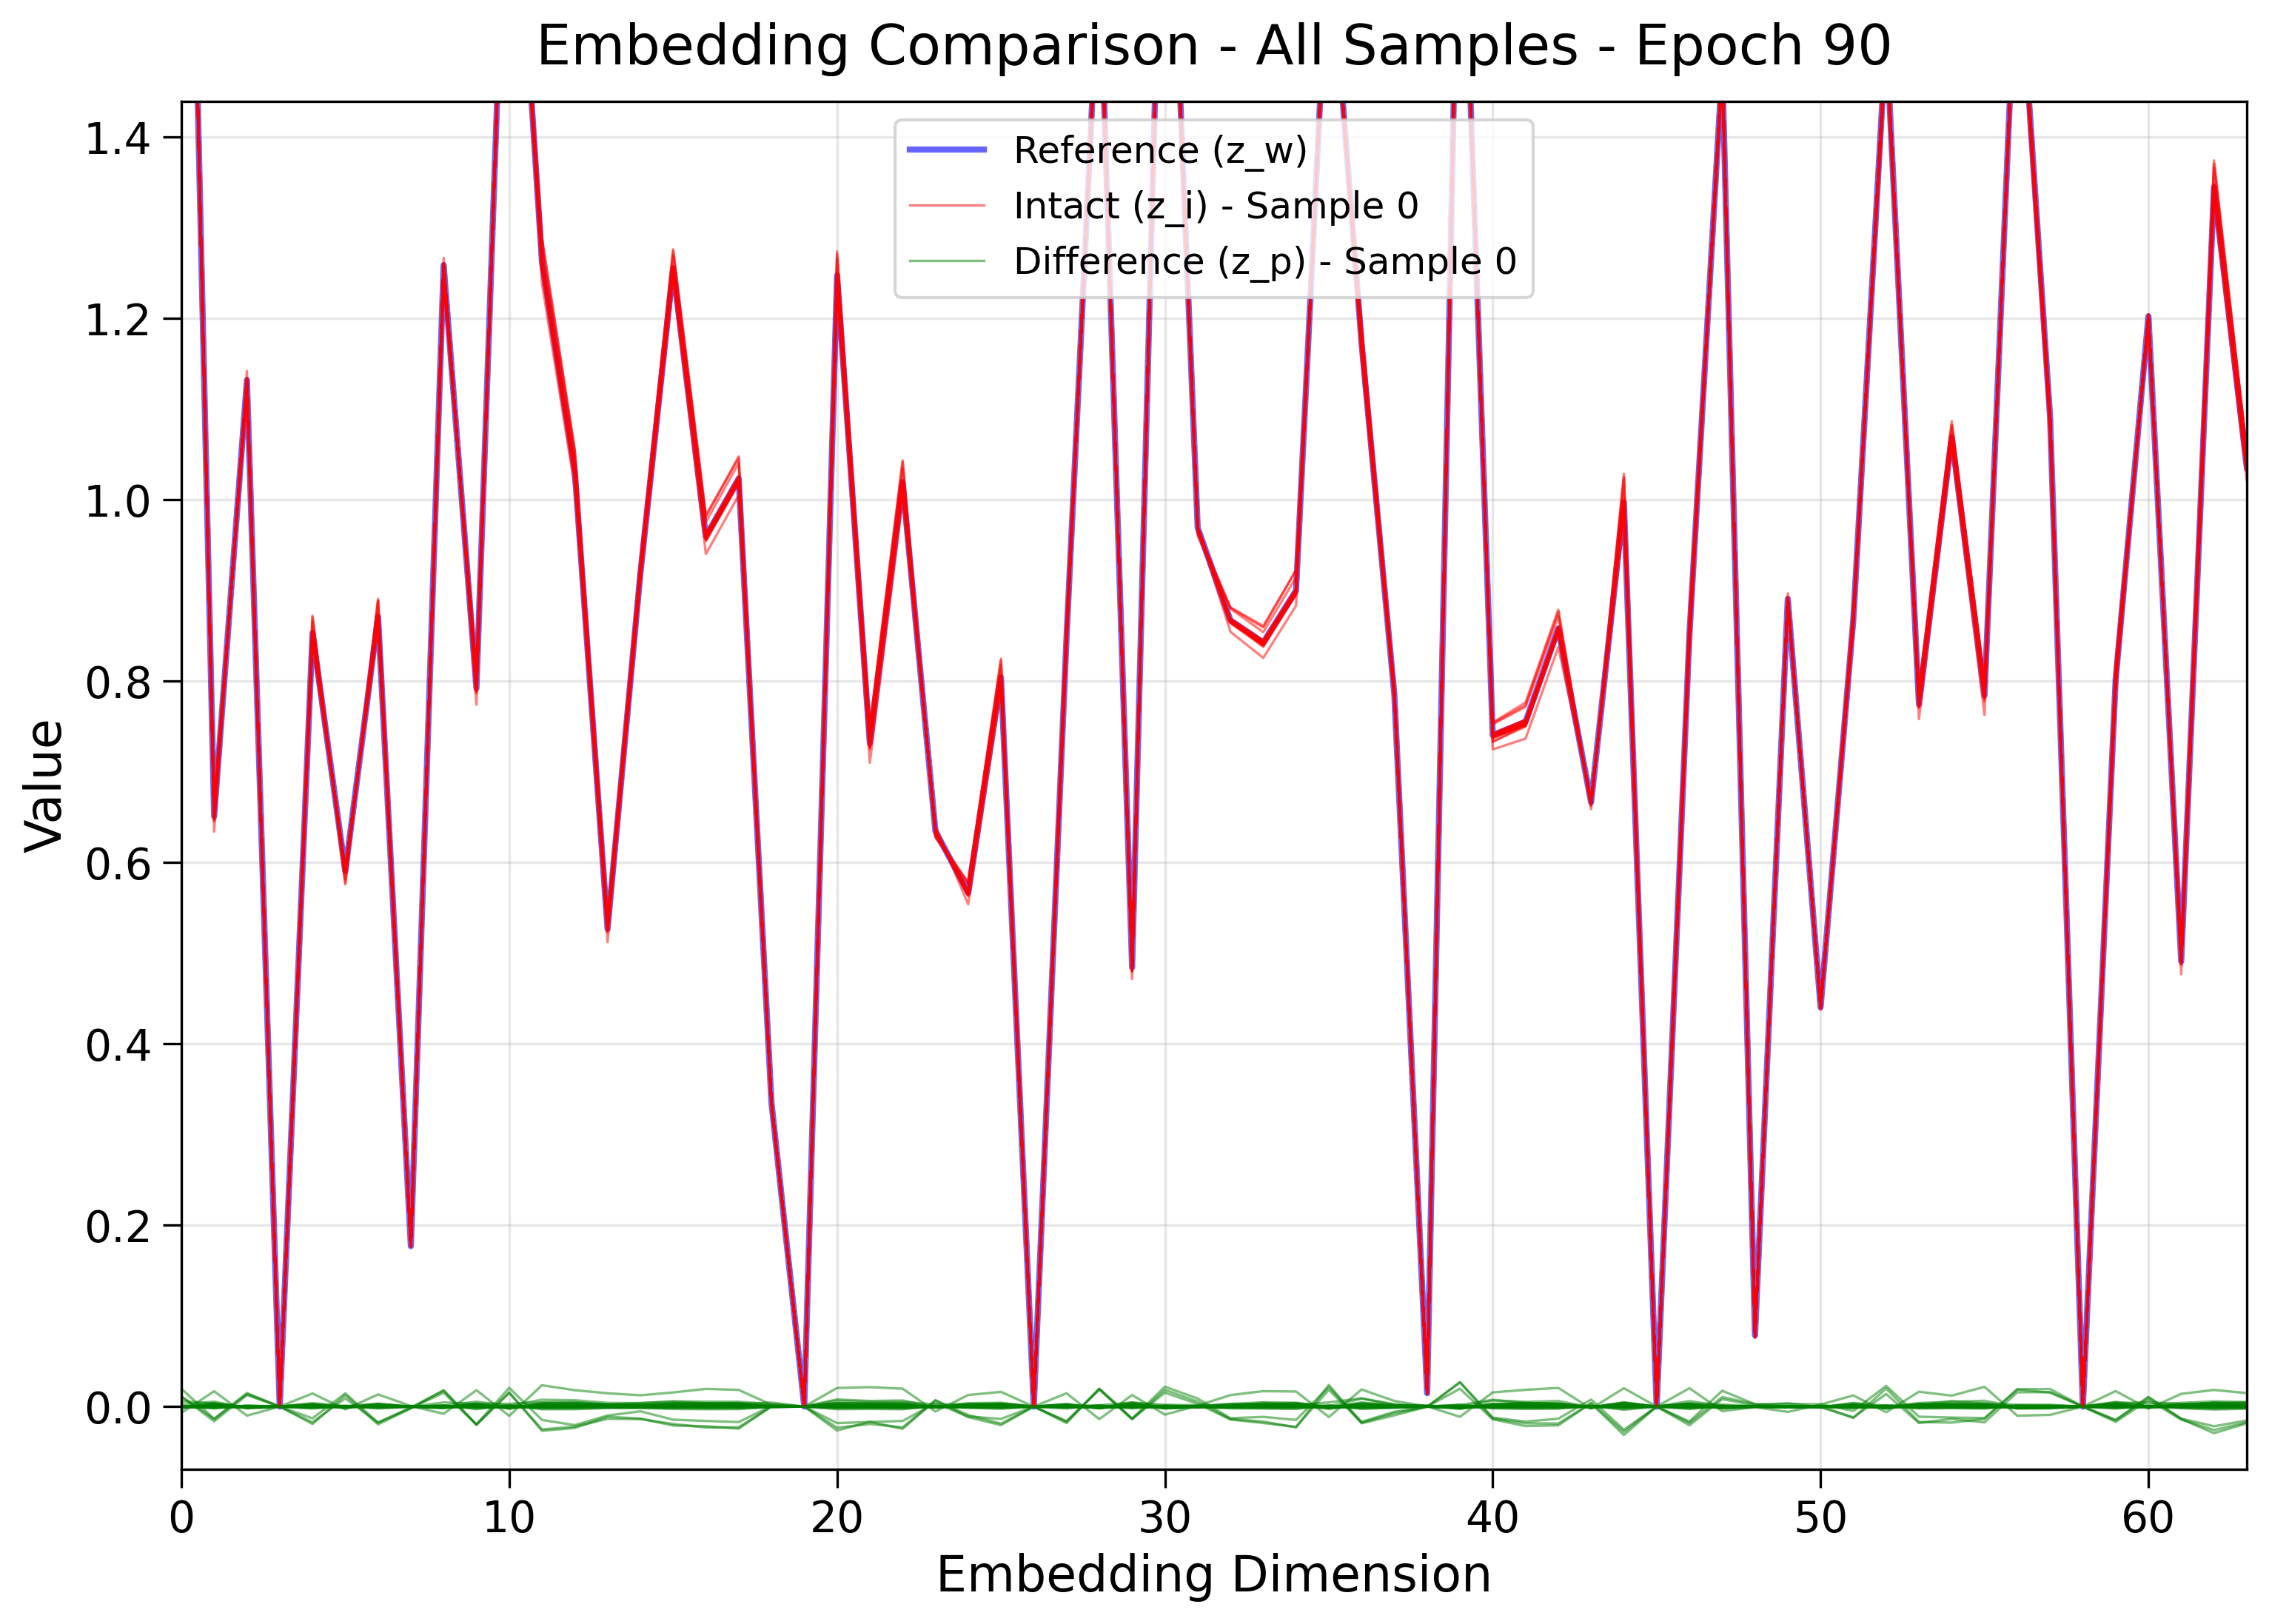 Embedding Comparison - All Samples - Epoch 90
Reference (z_w)
Intact (z_i) - Sample 0
Difference (z_p) - Sample 0
Value
1.4
1.2
1.0
0.8
0.6
0.4
0.2
0.0
0 10 20 30 40 50 60
Embedding Dimension